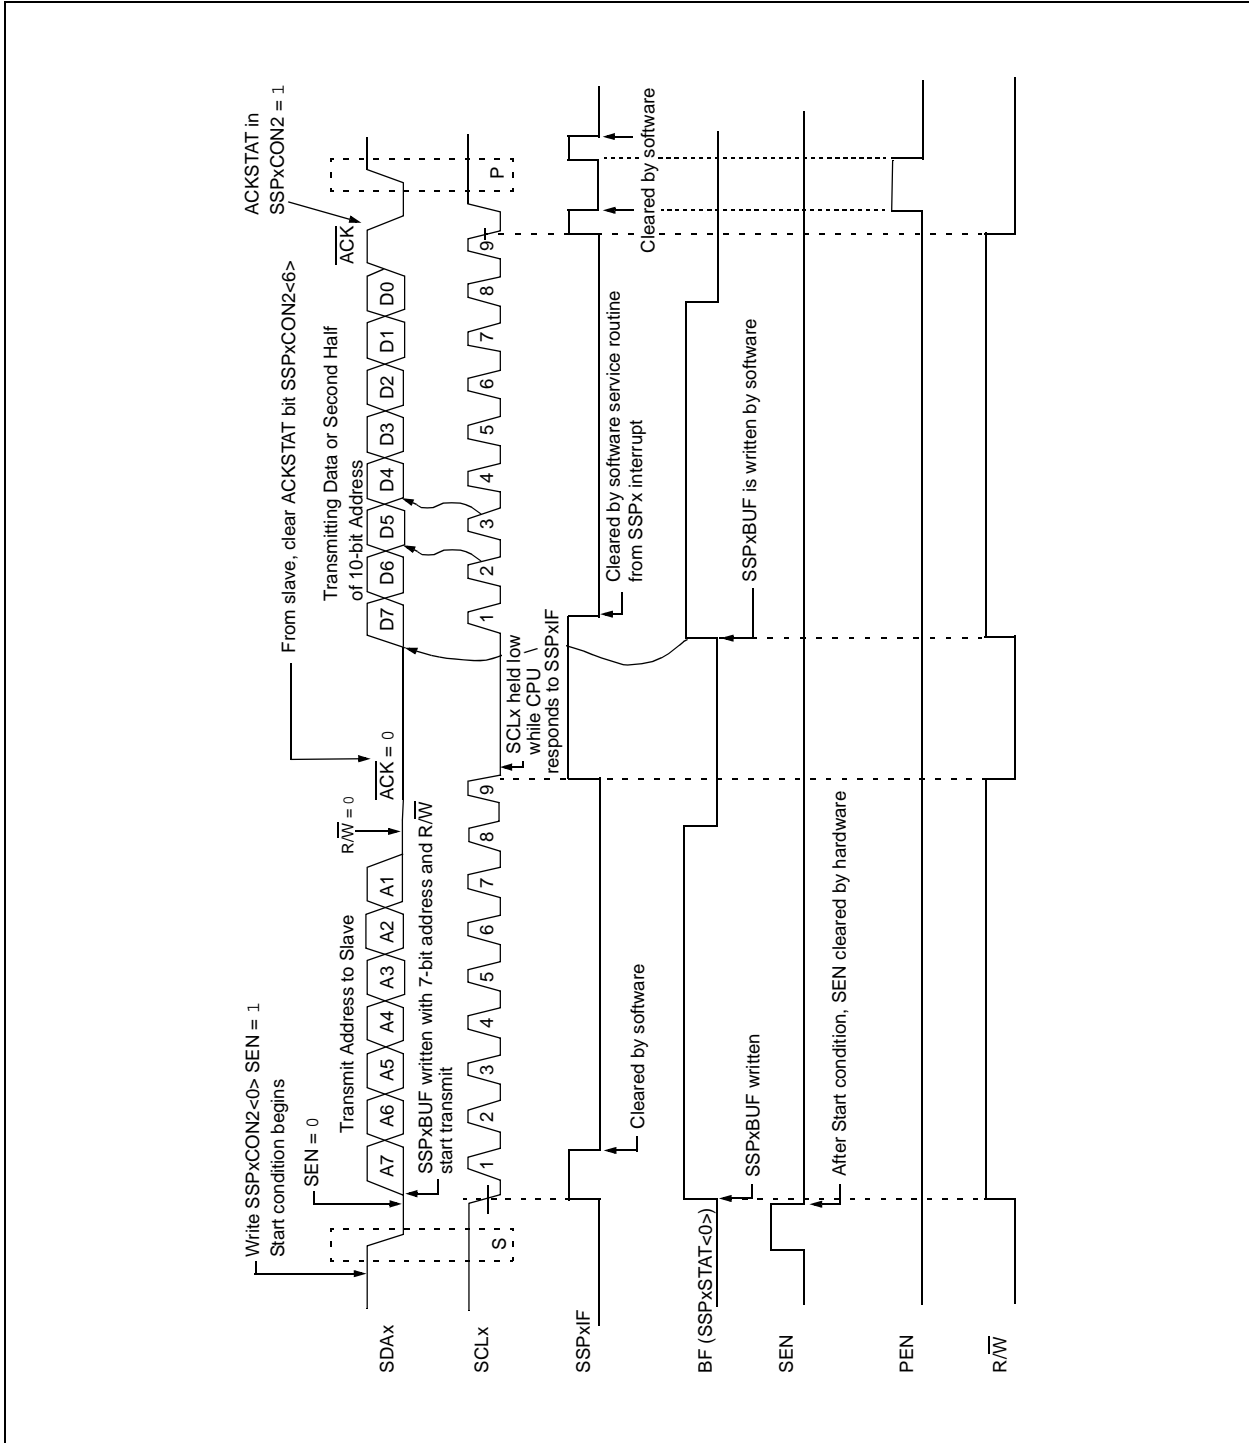 Write SSPxCON2<0> SEN = 1
Start condition begins
SEN = 0
Transmit Address to Slave
R/W = 0
From slave, clear ACKSTAT bit SSPxCON2<6>
ACK = 0
Transmitting Data or Second Half
of 10-bit Address
ACKSTAT in
SSPxCON2 = 1
ACK
SDAx
A7 A6 A5 A4 A3 A2 A1
D7 D6 D5 D4 D3 D2 D1 D0
SSPxBUF written with 7-bit address and R/W
start transmit
SCLx
S
1 2 3 4 5 6 7 8 9
1 2 3 4 5 6 7 8 9
P
SCLx held low
while CPU
responds to SSPxIF
SSPxIF
Cleared by software
Cleared by software service routine
from SSPx interrupt
Cleared by software
BF (SSPxSTAT<0>)
SSPxBUF written
SSPxBUF is written by software
SEN
After Start condition, SEN cleared by hardware
PEN
R/W